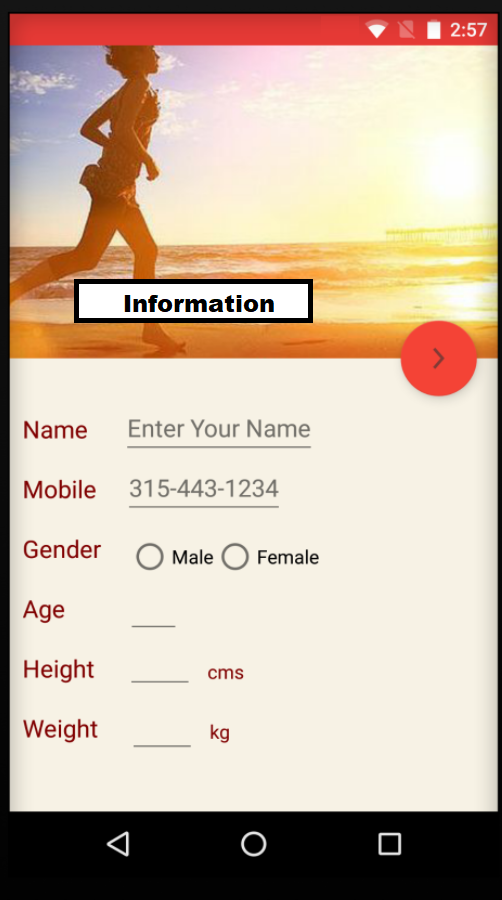 2:57
Information
Name Enter Your Name
Mobile 315-443-1234
Gender Male Female
Age
Height cms
Weight kg